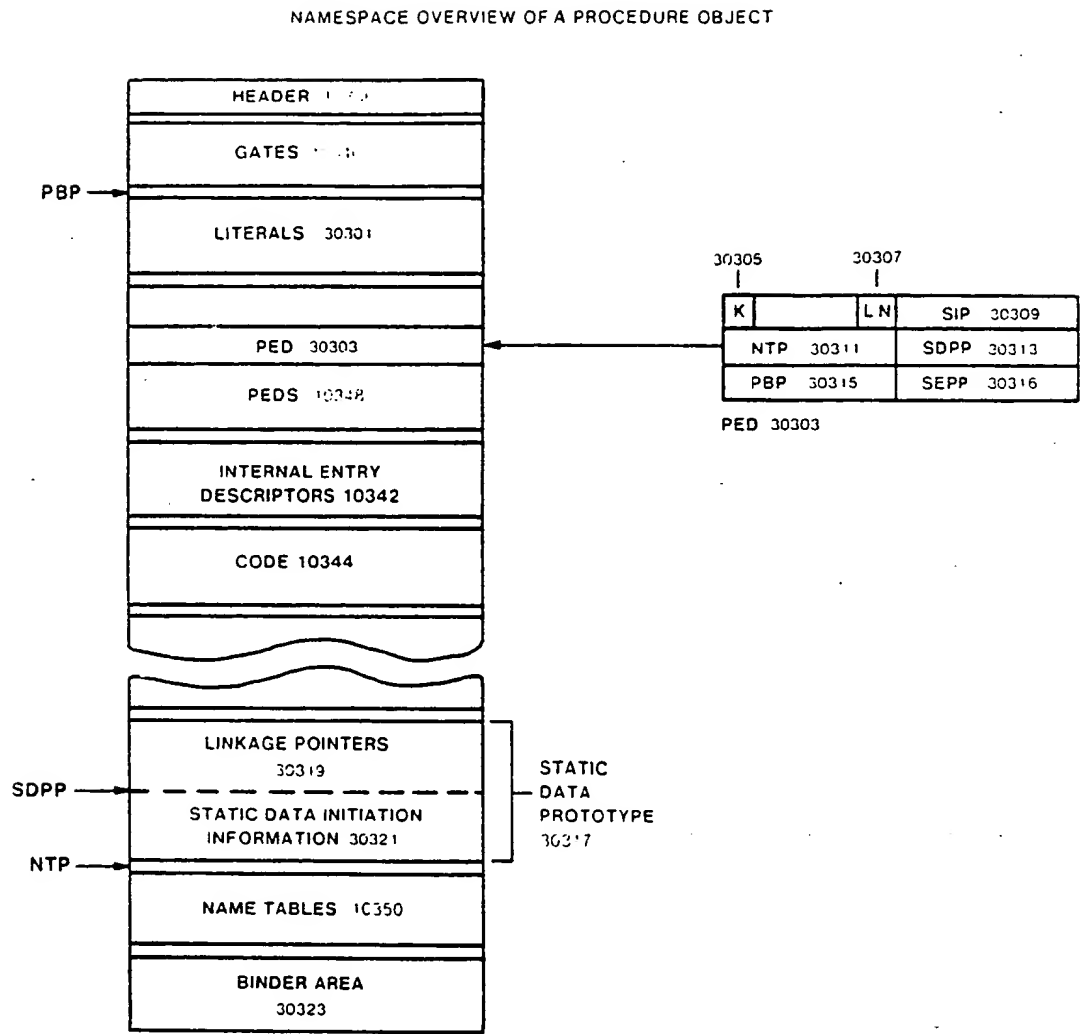 NAMESPACE OVERVIEW OF A PROCEDURE OBJECT
HEADER
GATES
PBP
LITERALS 30301
30305
30307
K
LN
SIP 30309
PED 30303
NTP 30311
SDPP 30313
PEDS 10348
PBP 30315
SEPP 30316
PED 30303
INTERNAL ENTRY
DESCRIPTORS 10342
CODE 10344
LINKAGE POINTERS
30319
SDPP
STATIC
DATA
PROTOTYPE
30317
STATIC DATA INITIATION
INFORMATION 30321
NTP
NAME TABLES 10350
BINDER AREA
30323